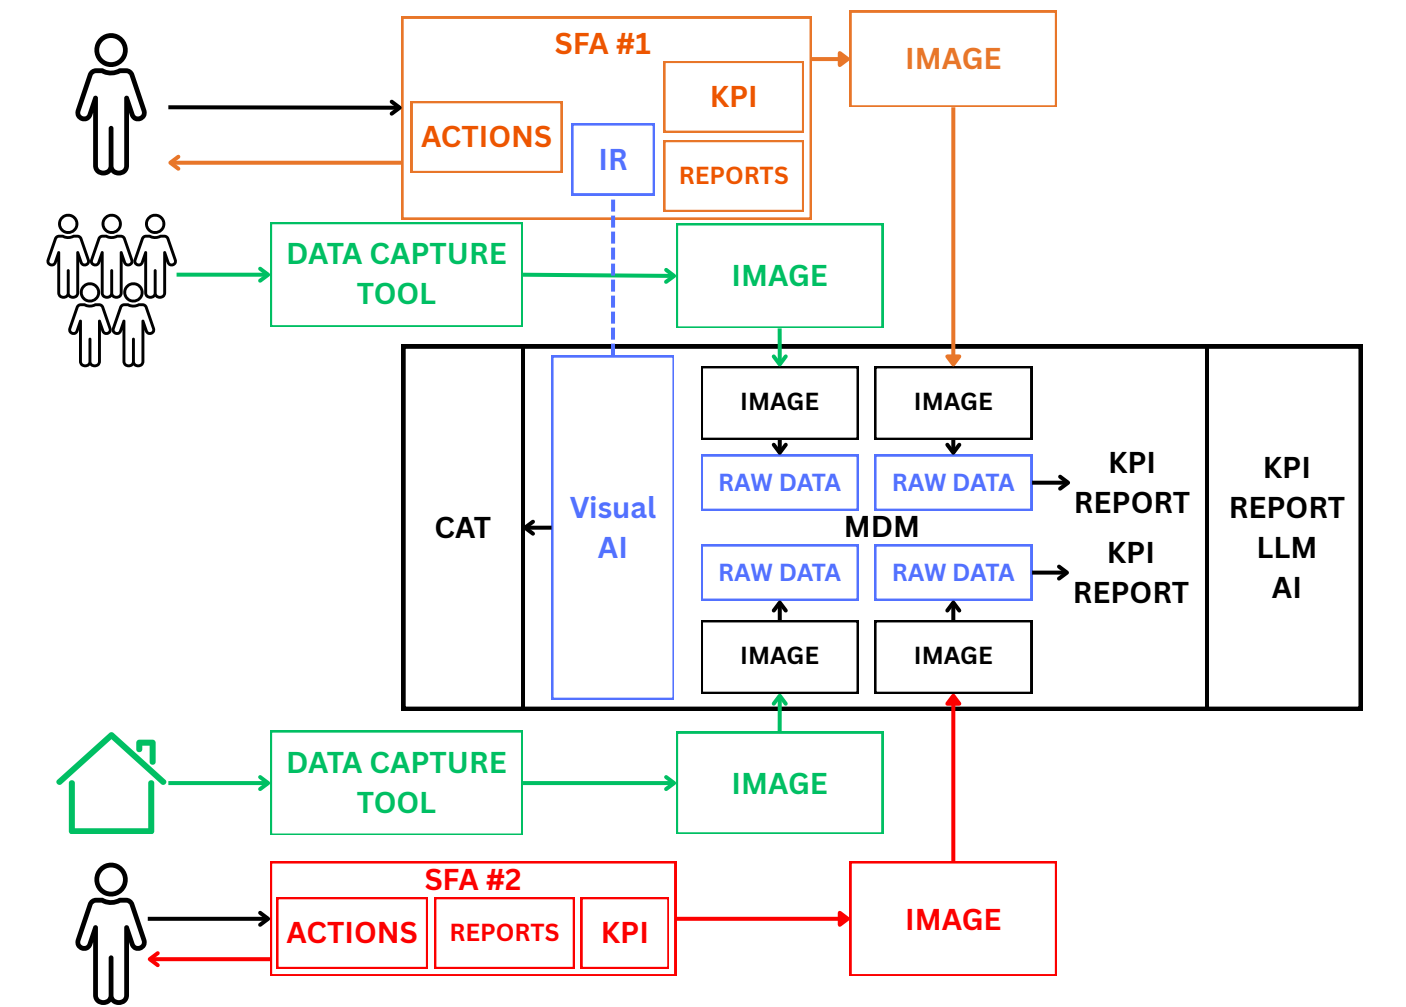 SFA #1
IMAGE
KPI
ACTIONS
IR
REPORTS
DATA CAPTURE
TOOL
IMAGE
IMAGE
IMAGE
RAW DATA
RAW DATA
KPI
REPORT
CAT
Visual
AI
MDM
KPI
REPORT
LLM
AI
RAW DATA
RAW DATA
KPI
REPORT
IMAGE
IMAGE
DATA CAPTURE
TOOL
IMAGE
SFA #2
ACTIONS
REPORTS
KPI
IMAGE